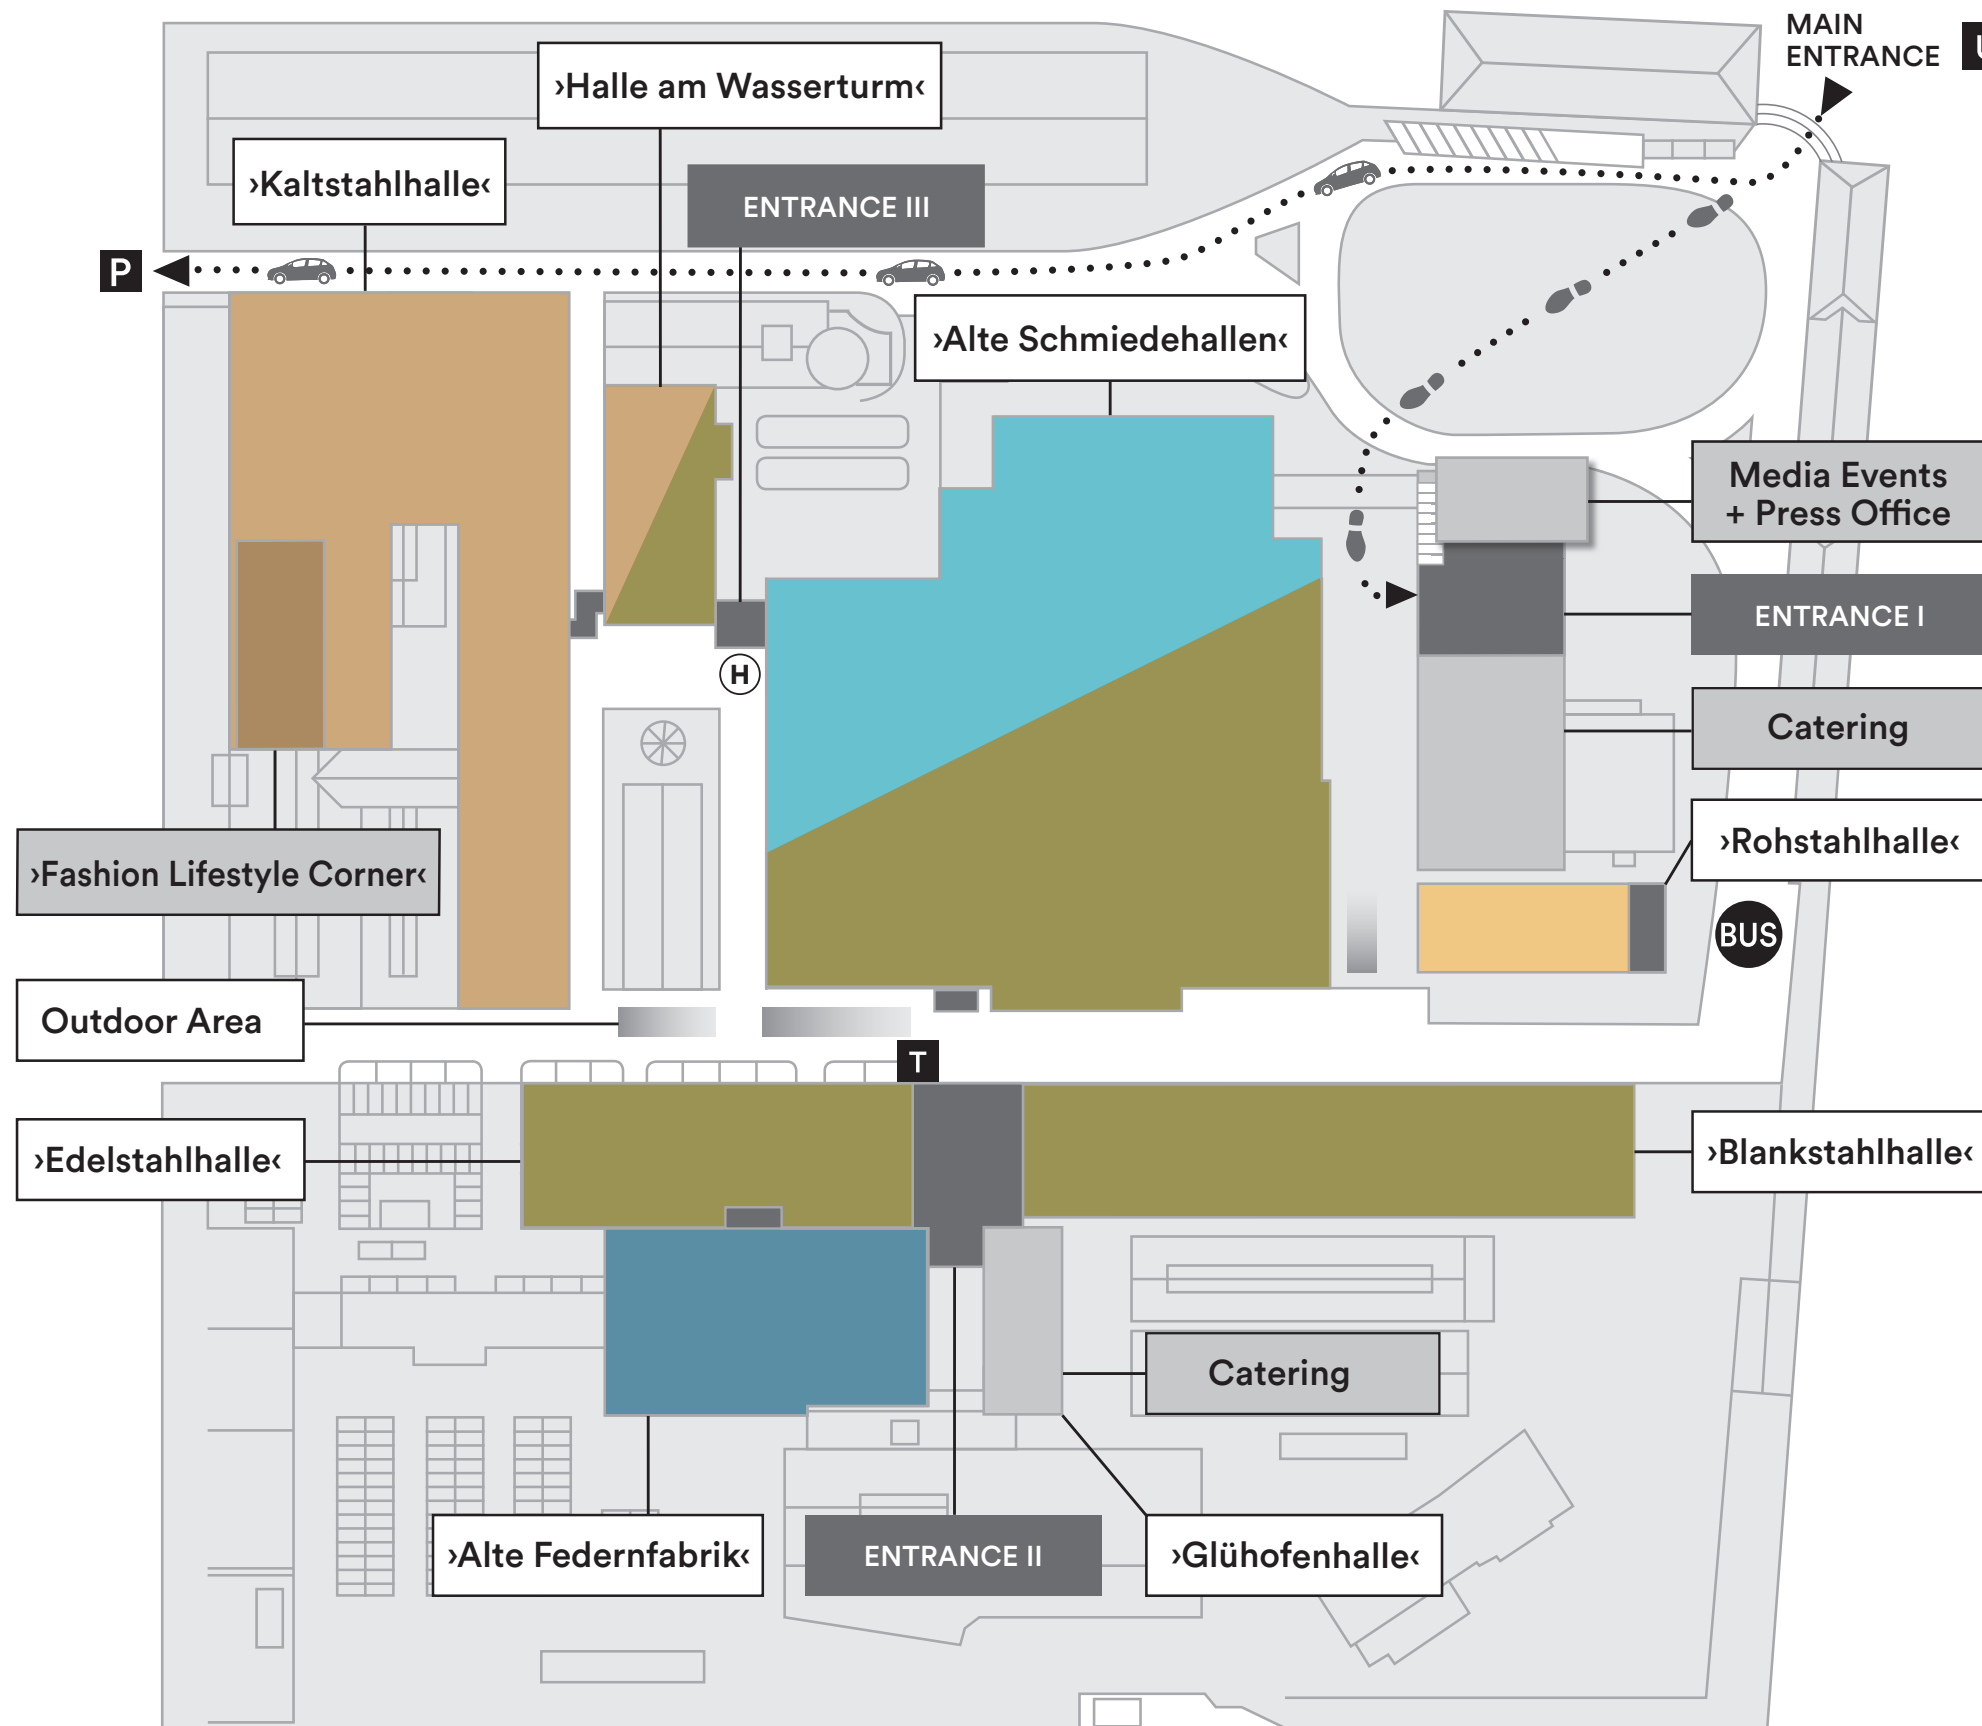 MAIN
ENTRANCE
U
›Halle am Wasserturm‹
›Kaltstahlhalle‹
ENTRANCE III
P
›Alte Schmiedehallen‹
Media Events
+ Press Office
ENTRANCE I
H
Catering
›Rohstahlhalle‹
›Fashion Lifestyle Corner‹
BUS
Outdoor Area
T
›Edelstahlhalle‹
›Blankstahlhalle‹
Catering
›Alte Federnfabrik‹
ENTRANCE II
›Glühofenhalle‹